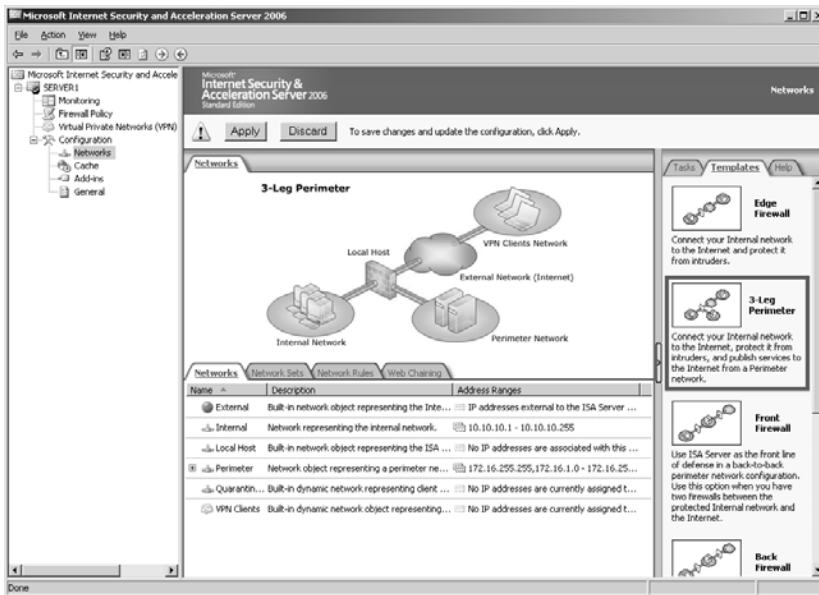 Microsoft Internet Security and Acceleration Server 2006
File Action View Help
Microsoft Internet Security and Accele
SERVER1
Monitoring
Firewall Policy
Virtual Private Networks (VPN)
Configuration
Networks
Cache
Add-ins
General
Microsoft®
Internet Security &
Acceleration Server 2006
Standard Edition
Networks
Apply Discard To save changes and update the configuration, click Apply.
Networks
3-Leg Perimeter
VPN Clients Network
Local Host
External Network (Internet)
Internal Network
Perimeter Network
Networks Network Sets Network Rules Web Chaining
Name Description Address Ranges
External Built-in network object representing the Inte... IP addresses external to the ISA Server ...
Internal Network representing the internal network. 10.10.10.1 - 10.10.10.255
Local Host Built-in network object representing the ISA ... No IP addresses are associated with this ...
Perimeter Network object representing a perimeter ne... 172.16.255.255,172.16.1.0 - 172.16.25...
Quarantin... Built-in dynamic network representing client ... No IP addresses are currently assigned t...
VPN Clients Built-in dynamic network object representing... No IP addresses are currently assigned t...
Tasks Templates Help
Edge
Firewall
Connect your Internal network
to the Internet and protect it
from intruders.
3-Leg
Perimeter
Connect your Internal network
to the Internet, protect it from
intruders, and publish services to
the Internet from a Perimeter
network.
Front
Firewall
Use ISA Server as the front line
of defense in a back-to-back
perimeter network configuration.
Use this option when you have
two firewalls between the
protected Internal network and
the Internet.
Back
Firewall
Done